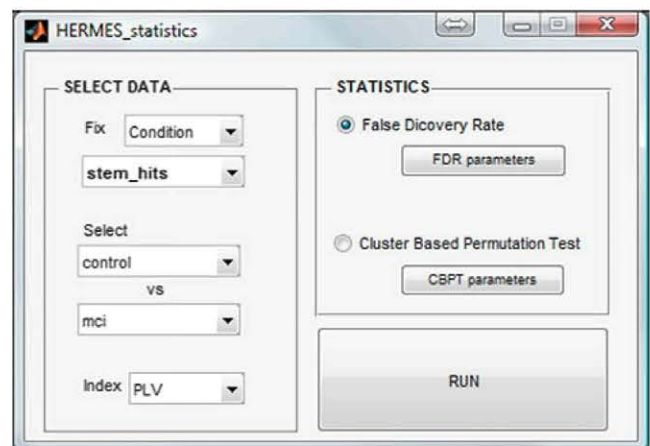 HERMES_statistics
SELECT DATA
Fix Condition
stem_hits
Select
control
vs
mci
Index PLV
STATISTICS
False Dicovery Rate
FDR parameters
Cluster Based Permutation Test
CBPT parameters
RUN